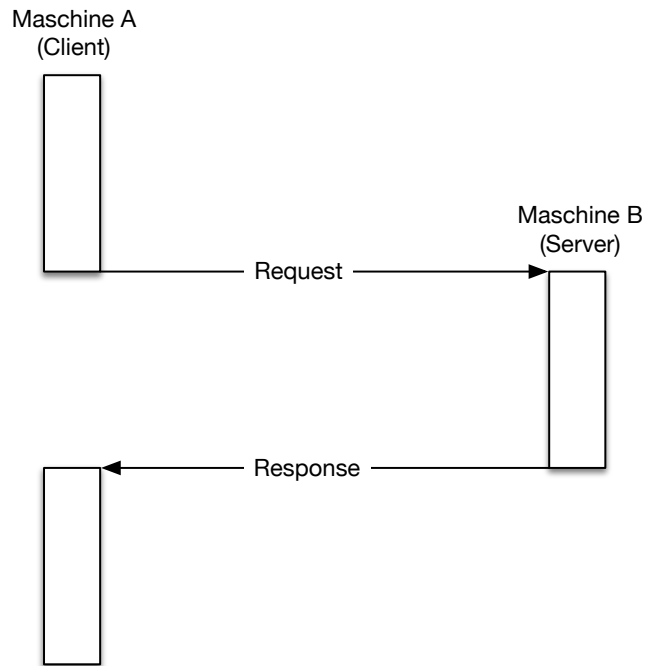 Maschine A
(Client)
Maschine B
(Server)
Request
Response